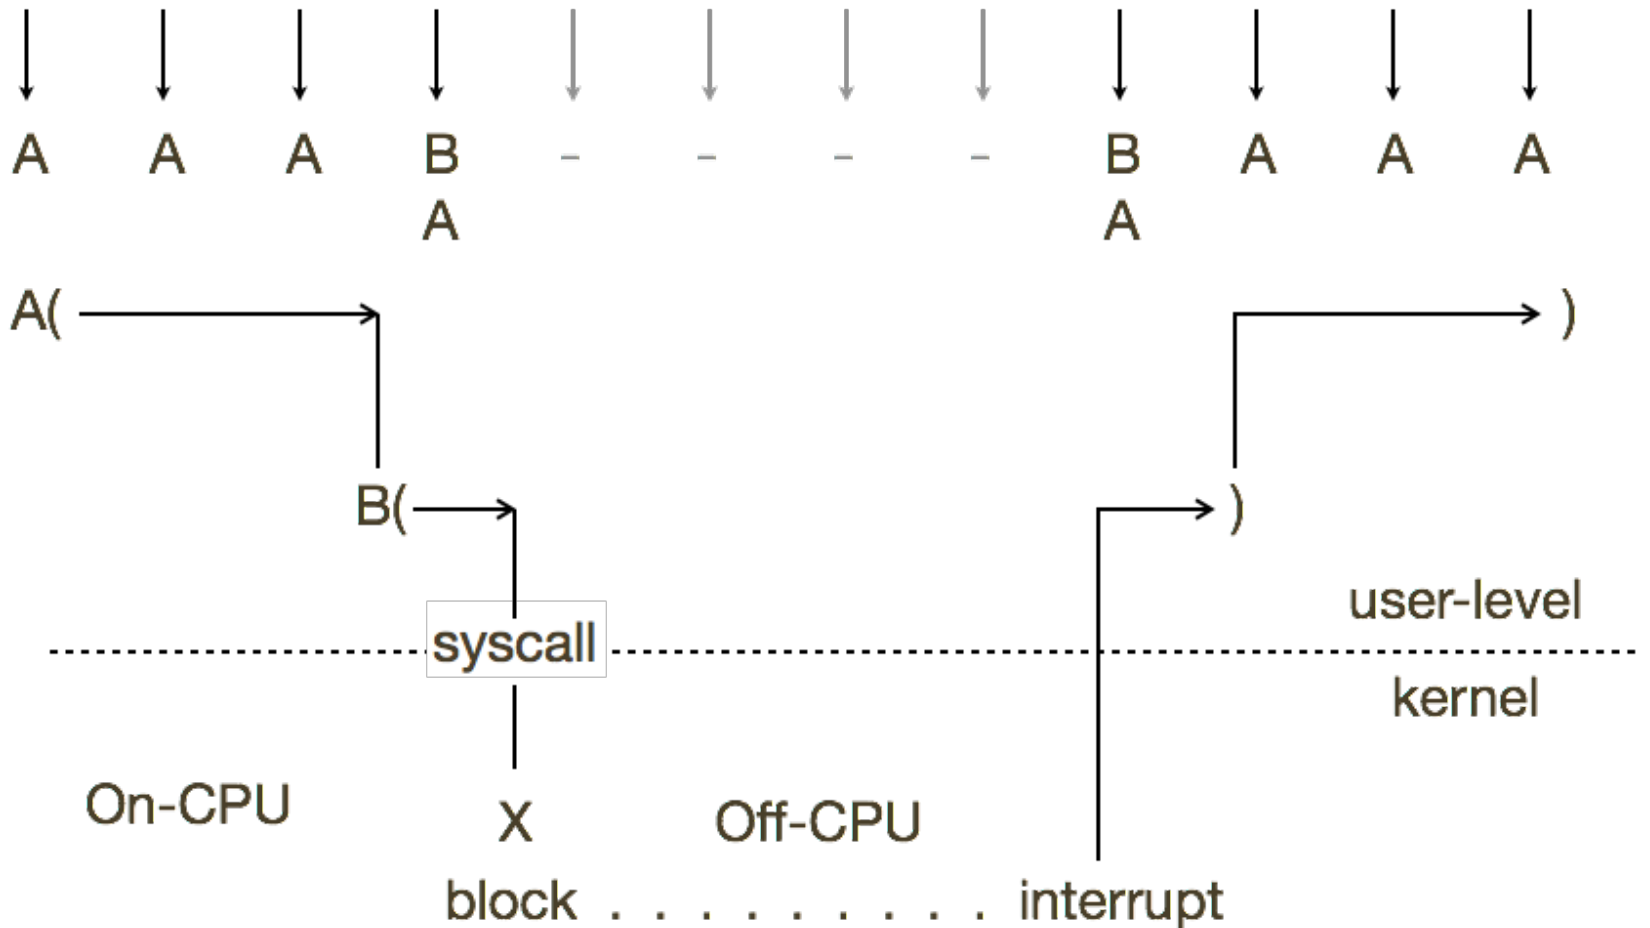 A A A B - - - - B A A A
A A
A( )
B( )
user-level
syscall
kernel
On-CPU X Off-CPU
block . . . . . . . . . interrupt